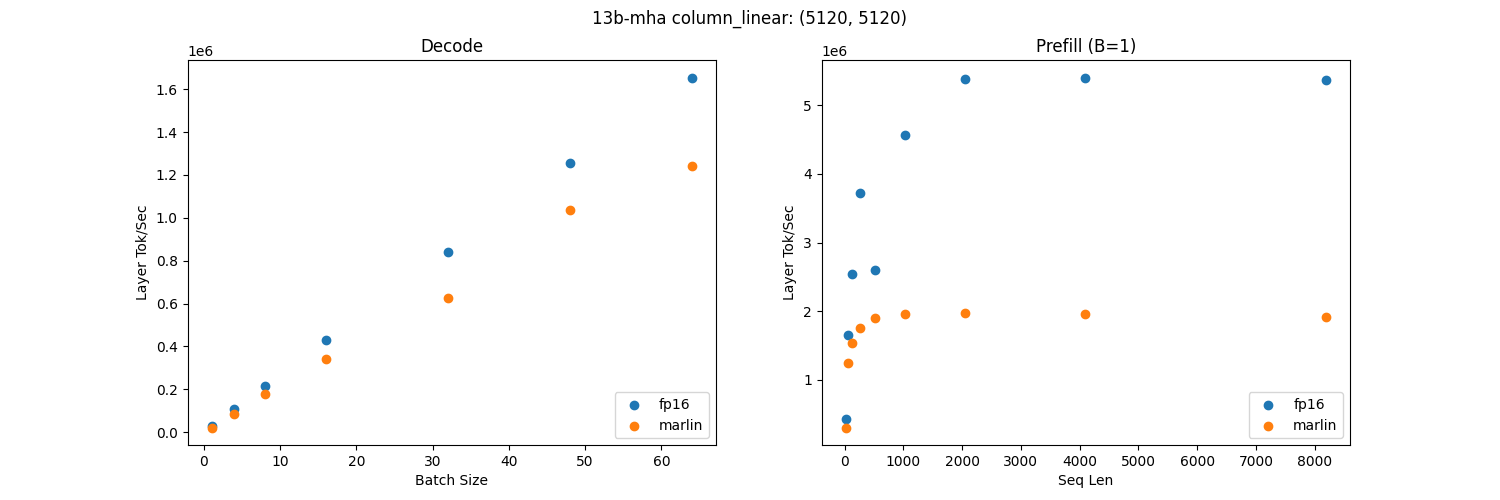 13b-mha column_linear: (5120, 5120)
Decode
1e6
1.6
1.4
1.2
1.0
0.8
0.6
0.4
0.2
0.0
Layer Tok/Sec
0 10 20 30 40 50 60
Batch Size
fp16
marlin
Prefill (B=1)
1e6
5
4
3
2
1
Layer Tok/Sec
0 1000 2000 3000 4000 5000 6000 7000 8000
Seq Len
fp16
marlin